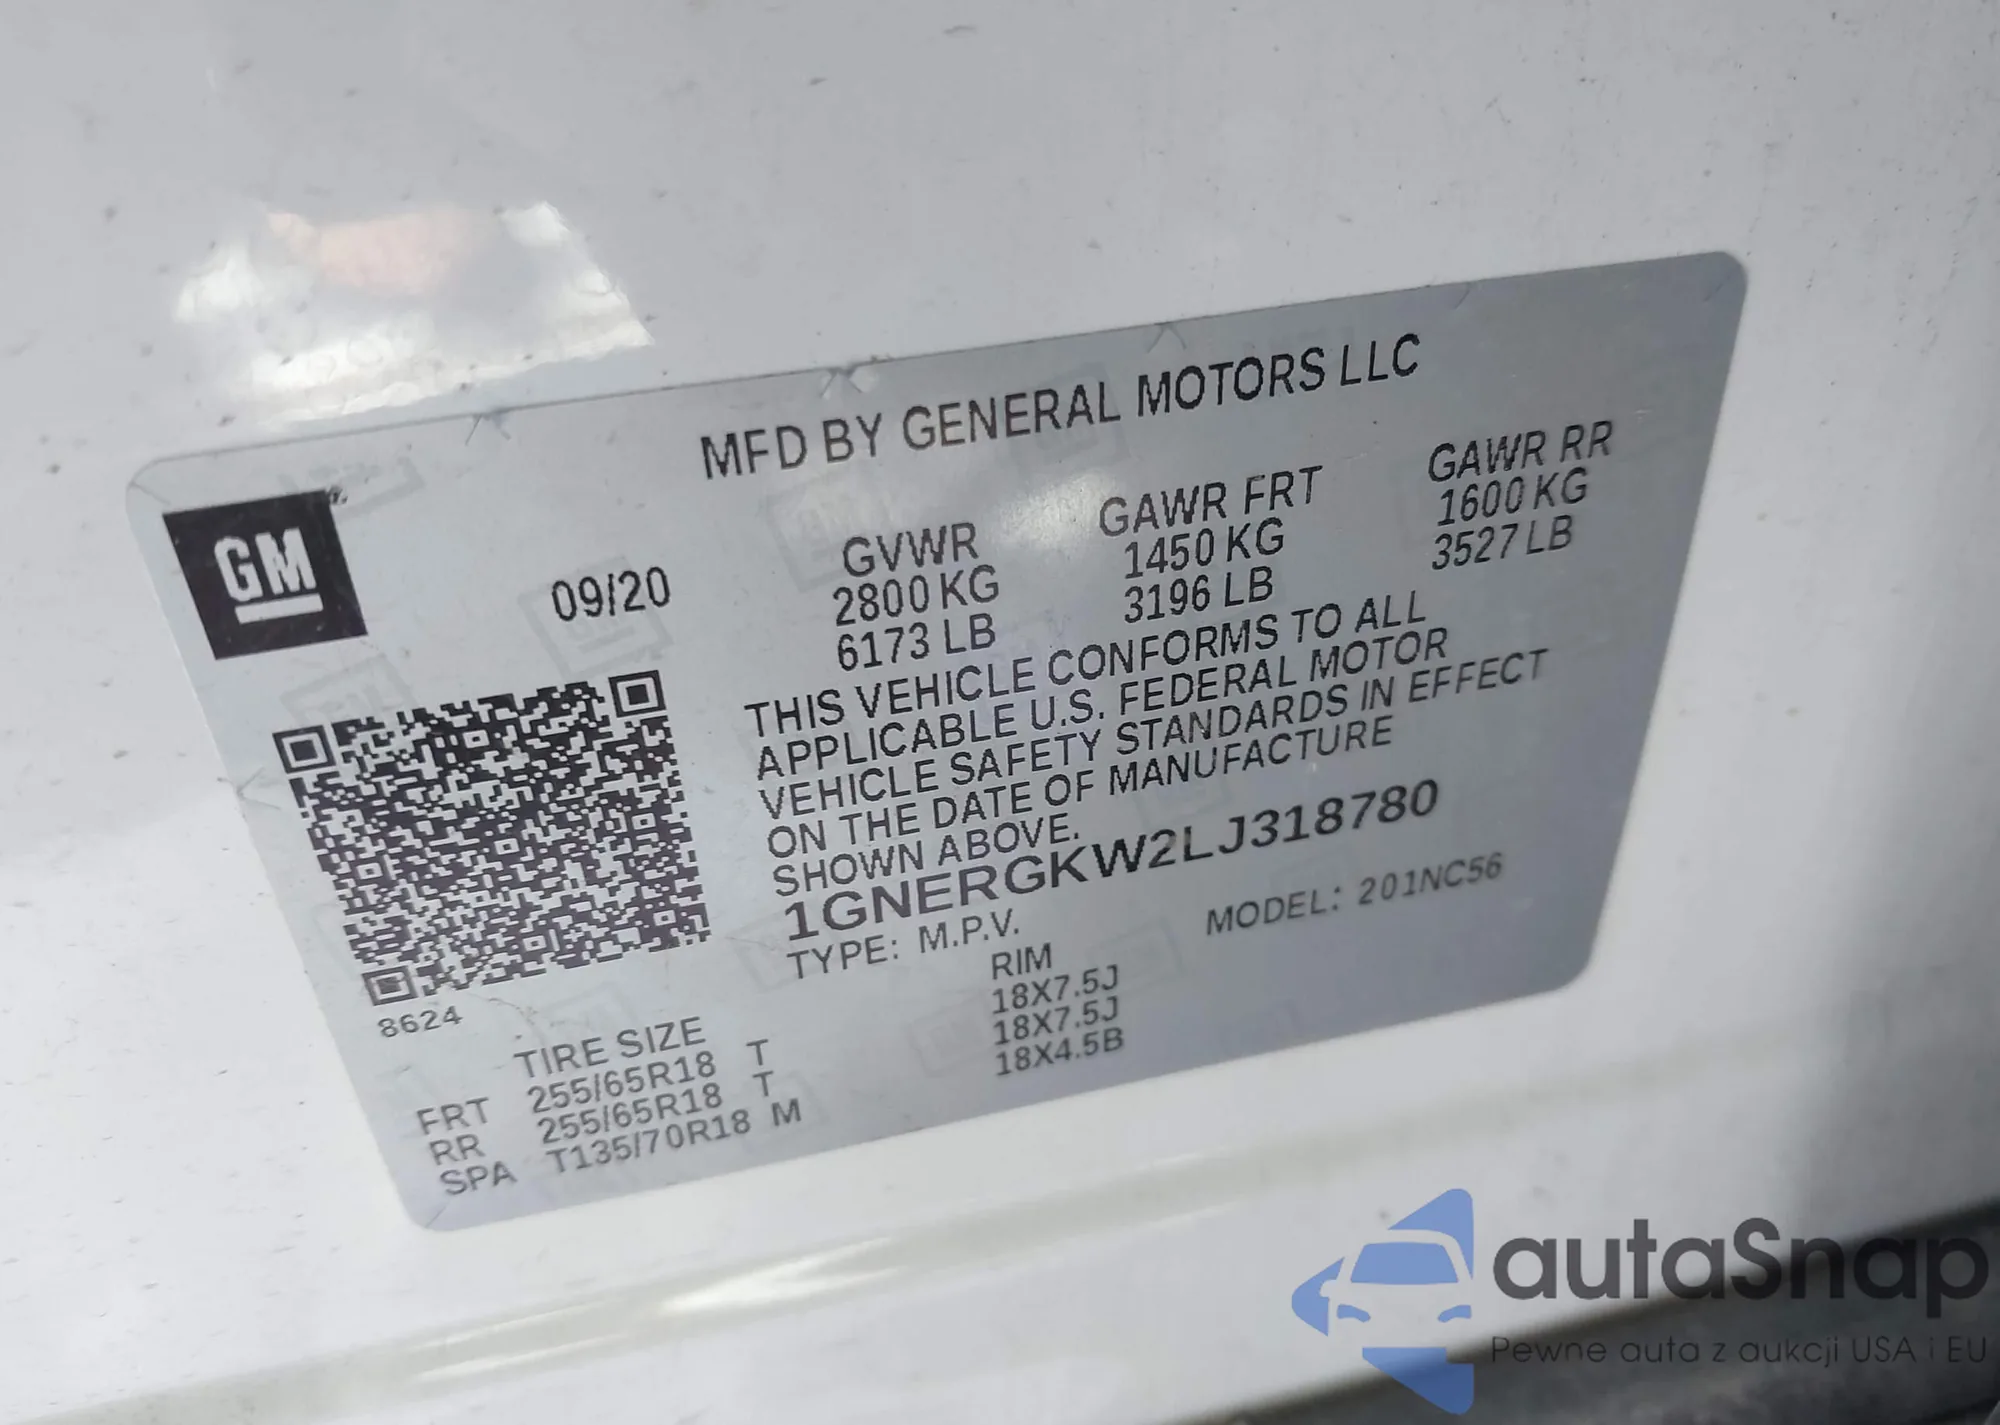 MFD BY GENERAL MOTORS LLC
GM
09/20
GVWR GAWR FRT GAWR RR
2800 KG 1450 KG 1600 KG
6173 LB 3196 LB 3527 LB
THIS VEHICLE CONFORMS TO ALL
APPLICABLE U.S. FEDERAL MOTOR
VEHICLE SAFETY STANDARDS IN EFFECT
ON THE DATE OF MANUFACTURE
SHOWN ABOVE.
1GNERGKW2LJ318780
TYPE: M.P.V. MODEL: 201NC56
8624
TIRE SIZE RIM
FRT 255/65R18 T 18X7.5J
RR 255/65R18 T 18X7.5J
SPA T135/70R18 M 18X4.5B
autaSnap
Pewne auta z aukcji USA i EU